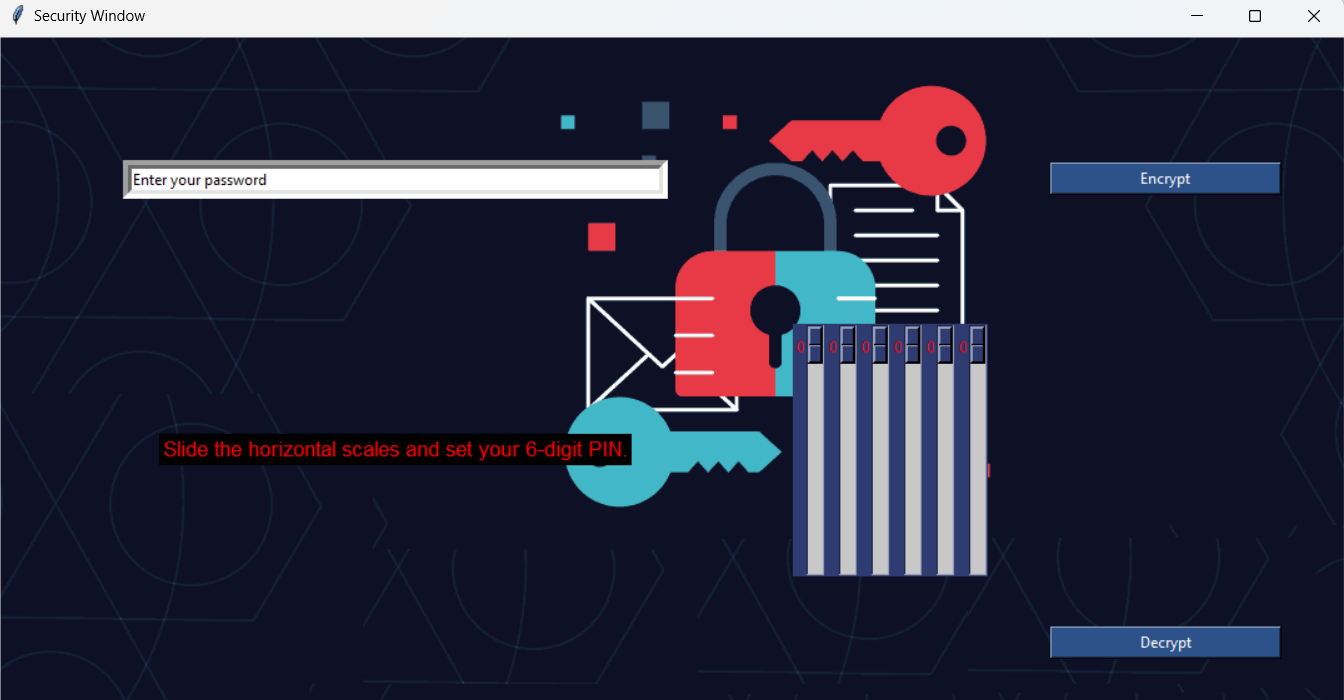 Security Window
Enter your password
Encrypt
0 0 0 0 0 0
Slide the horizontal scales and set your 6-digit PIN.
Decrypt